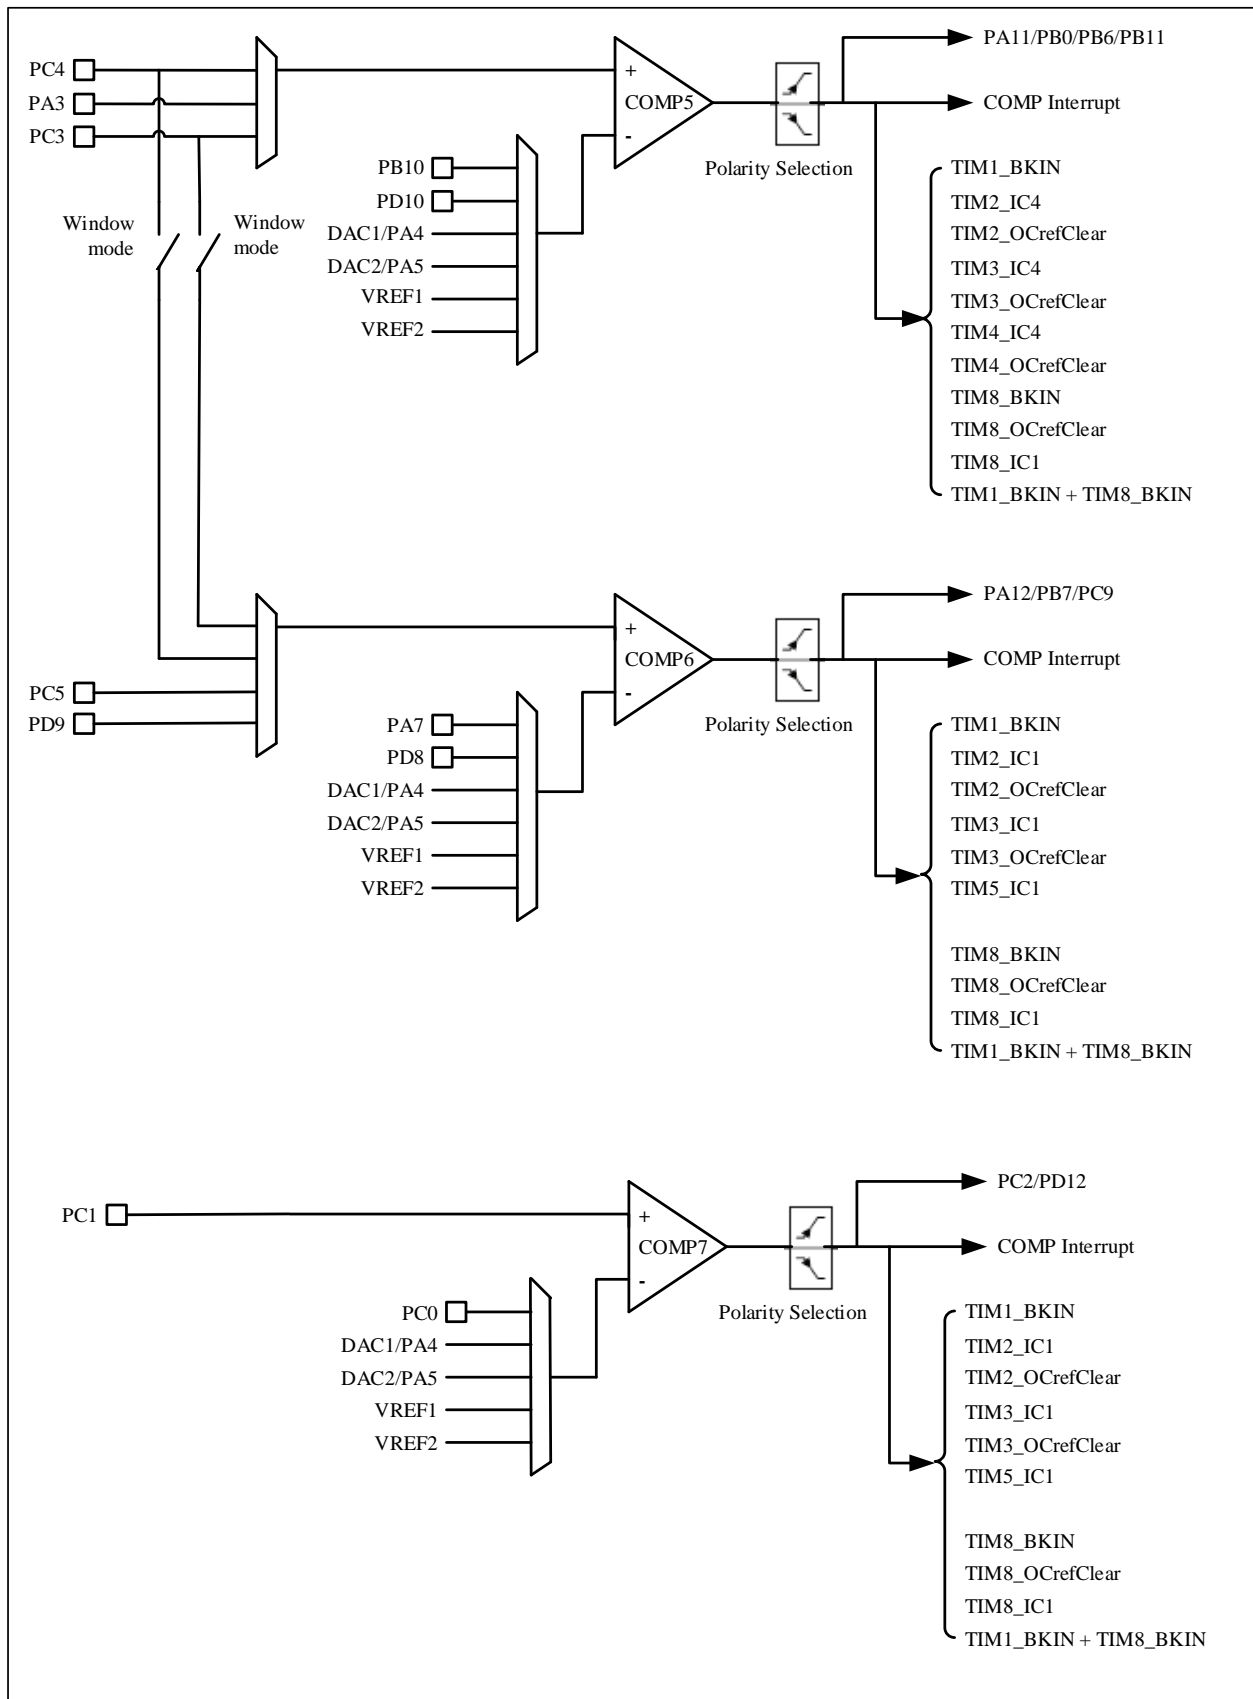 PA11/PB0/PB6/PB11
PC4
+
PA3
COMP5
COMP Interrupt
PC3
-
PB10
Polarity Selection
TIM1_BKIN
PD10
TIM2_IC4
Window
mode
Window
mode
DAC1/PA4
TIM2_OCrefClear
DAC2/PA5
TIM3_IC4
VREF1
TIM3_OCrefClear
VREF2
TIM4_IC4
TIM4_OCrefClear
TIM8_BKIN
TIM8_OCrefClear
TIM8_IC1
TIM1_BKIN + TIM8_BKIN
PA12/PB7/PC9
+
COMP6
COMP Interrupt
PC5
-
PD9
PA7
Polarity Selection
TIM1_BKIN
PD8
TIM2_IC1
DAC1/PA4
TIM2_OCrefClear
DAC2/PA5
TIM3_IC1
VREF1
TIM3_OCrefClear
VREF2
TIM5_IC1
TIM8_BKIN
TIM8_OCrefClear
TIM8_IC1
TIM1_BKIN + TIM8_BKIN
PC2/PD12
PC1
+
COMP7
COMP Interrupt
-
PC0
Polarity Selection
TIM1_BKIN
DAC1/PA4
TIM2_IC1
DAC2/PA5
TIM2_OCrefClear
VREF1
TIM3_IC1
VREF2
TIM3_OCrefClear
TIM5_IC1
TIM8_BKIN
TIM8_OCrefClear
TIM8_IC1
TIM1_BKIN + TIM8_BKIN